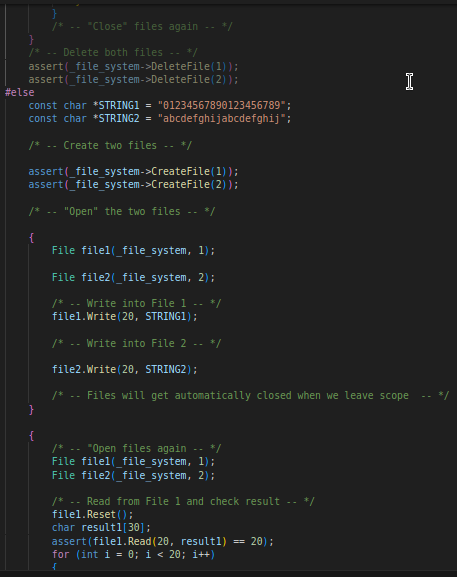 }
/* -- "Close" files again -- */
}
/* -- Delete both files -- */
assert(_file_system->DeleteFile(1));
assert(_file_system->DeleteFile(2));
#else
const char *STRING1 = "01234567890123456789";
const char *STRING2 = "abcdefghijabcdefghij";
/* -- Create two files -- */
assert(_file_system->CreateFile(1));
assert(_file_system->CreateFile(2));
/* -- "Open" the two files -- */
{
File file1(_file_system, 1);
File file2(_file_system, 2);
/* -- Write into File 1 -- */
file1.Write(20, STRING1);
/* -- Write into File 2 -- */
file2.Write(20, STRING2);
/* -- Files will get automatically closed when we leave scope  -- */
}
{
/* -- "Open files again -- */
File file1(_file_system, 1);
File file2(_file_system, 2);
/* -- Read from File 1 and check result -- */
file1.Reset();
char result1[30];
assert(file1.Read(20, result1) == 20);
for (int i = 0; i < 20; i++)
{